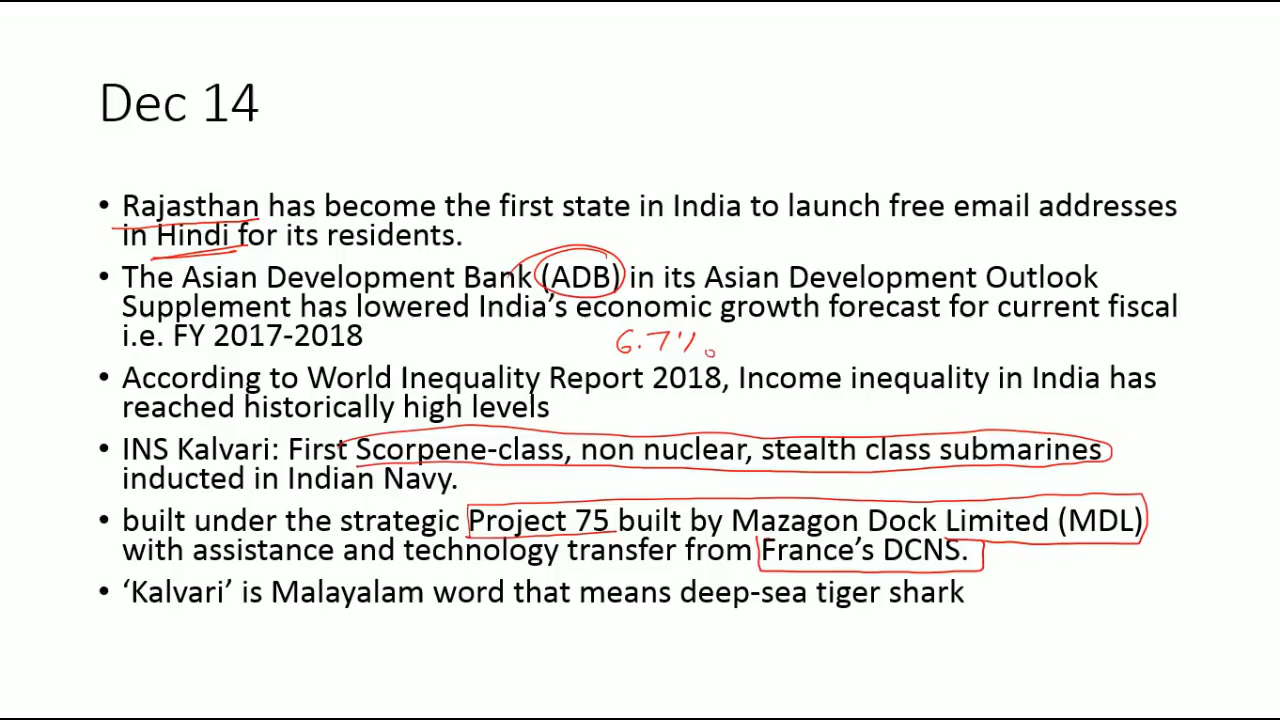 Dec 14
• Rajasthan has become the first state in India to launch free email addresses
in Hindi for its residents.
• The Asian Development Bank (ADB) in its Asian Development Outlook
Supplement has lowered India’s economic growth forecast for current fiscal
i.e. FY 2017-2018
6.7%
• According to World Inequality Report 2018, Income inequality in India has
reached historically high levels
• INS Kalvari: First Scorpene-class, non nuclear, stealth class submarines
inducted in Indian Navy.
• built under the strategic Project 75 built by Mazagon Dock Limited (MDL)
with assistance and technology transfer from France’s DCNS.
• ‘Kalvari’ is Malayalam word that means deep-sea tiger shark